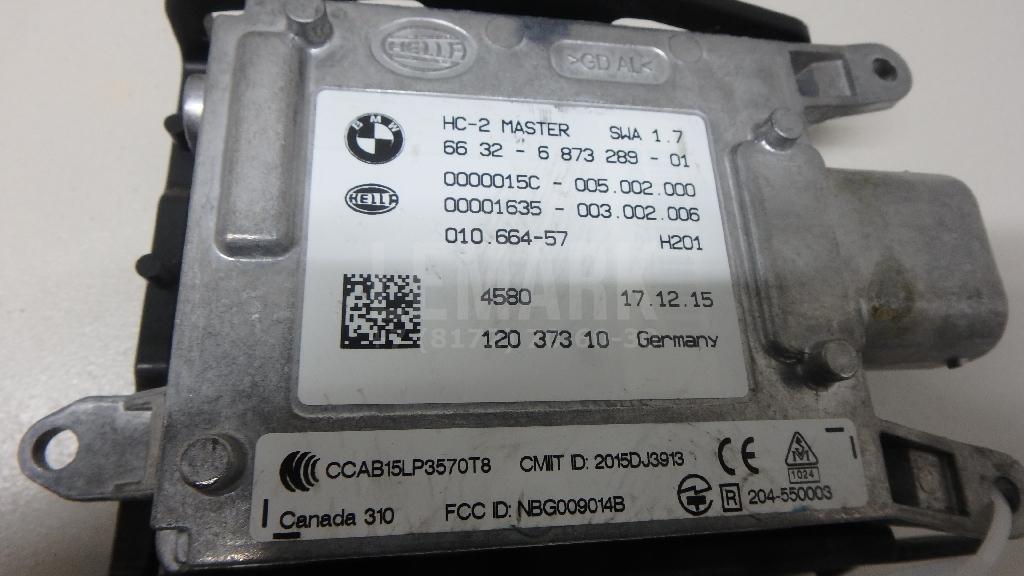 HELLA
>GD AL<
BMW
HC-2 MASTER SWA 1.7
66 32 - 6 873 289 - 01
HELLA
0000015C - 005.002.000
00001635 - 003.002.006
010.664-57 H201
LEMARK
4580 17.12.15
120 373 10 Germany
CCAB15LP3570T8 CMIIT ID: 2015DJ3913 CE
1024
Canada 310 FCC ID: NBG009014B R 204-550003